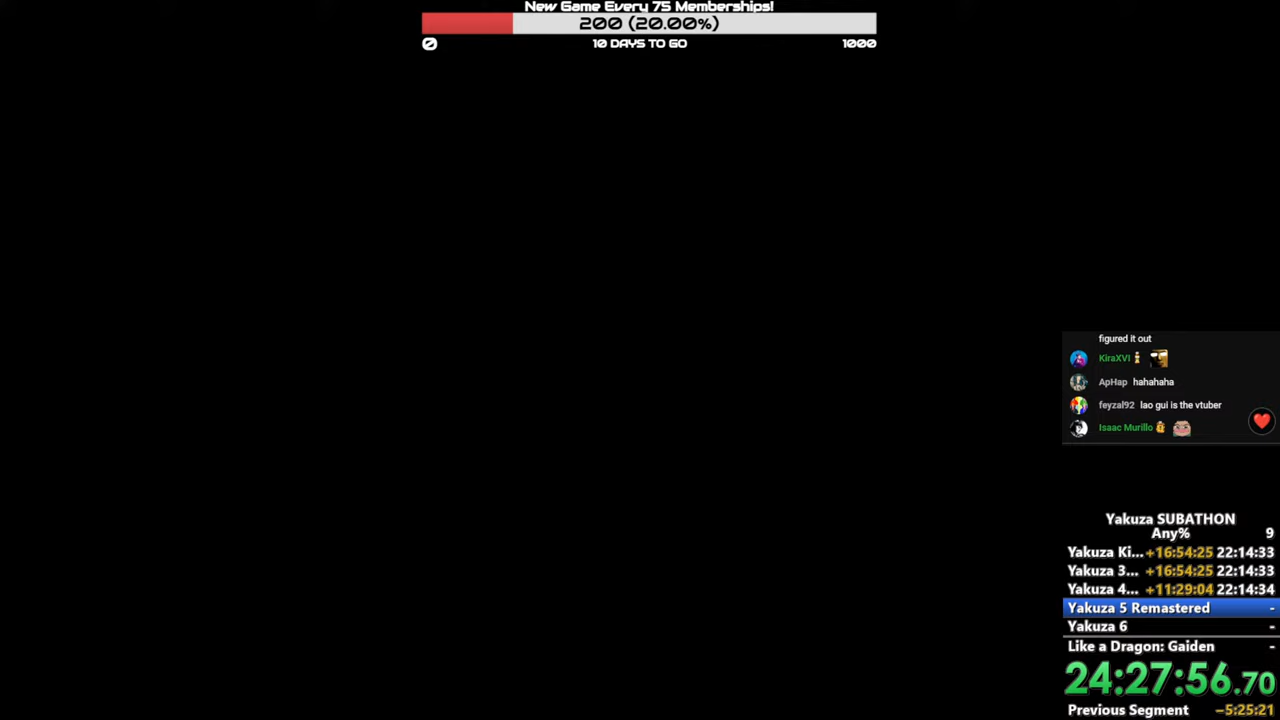 New Game Every 75 Memberships!
200 (20.00%)
0 10 DAYS TO GO 1000
figured it out
KiraXVI
ApHap hahahaha
feyzal92 lao gui is the vtuber
Isaac Murillo
Yakuza SUBATHON
Any% 9
Yakuza Ki... +16:54:25 22:14:33
Yakuza 3... +16:54:25 22:14:33
Yakuza 4... +11:29:04 22:14:34
Yakuza 5 Remastered -
Yakuza 6 -
Like a Dragon: Gaiden -
24:27:56.70
Previous Segment −5:25:21